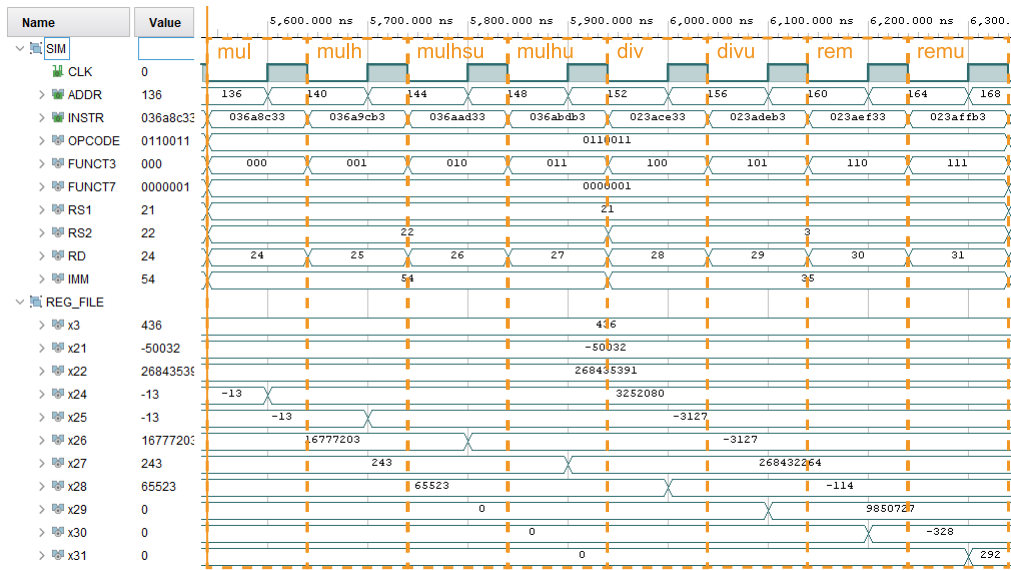 Name Value 5,600.000 ns 5,700.000 ns 5,800.000 ns 5,900.000 ns 6,000.000 ns 6,100.000 ns 6,200.000 ns 6,300.
SIM mul mulh mulhsu mulhu div divu rem remu
CLK 0
ADDR 136 136 140 144 148 152 156 160 164 168
INSTR 036a8c33 036a8c33 036a9cb3 036aad33 036abdb3 023ace33 023adeb3 023aef33 023affb3
OPCODE 0110011 0110011
FUNCT3 000 000 001 010 011 100 101 110 111
FUNCT7 0000001 0000001
RS1 21 21
RS2 22 22 3
RD 24 24 25 26 27 28 29 30 31
IMM 54 54 35
REG_FILE
x3 436 436
x21 -50032 -50032
x22 26843539 268435391
x24 -13 -13 3252080
x25 -13 -13 -3127
x26 16777203 16777203 -3127
x27 243 243 268432264
x28 65523 65523 -114
x29 0 0 9850727
x30 0 0 -328
x31 0 0 292